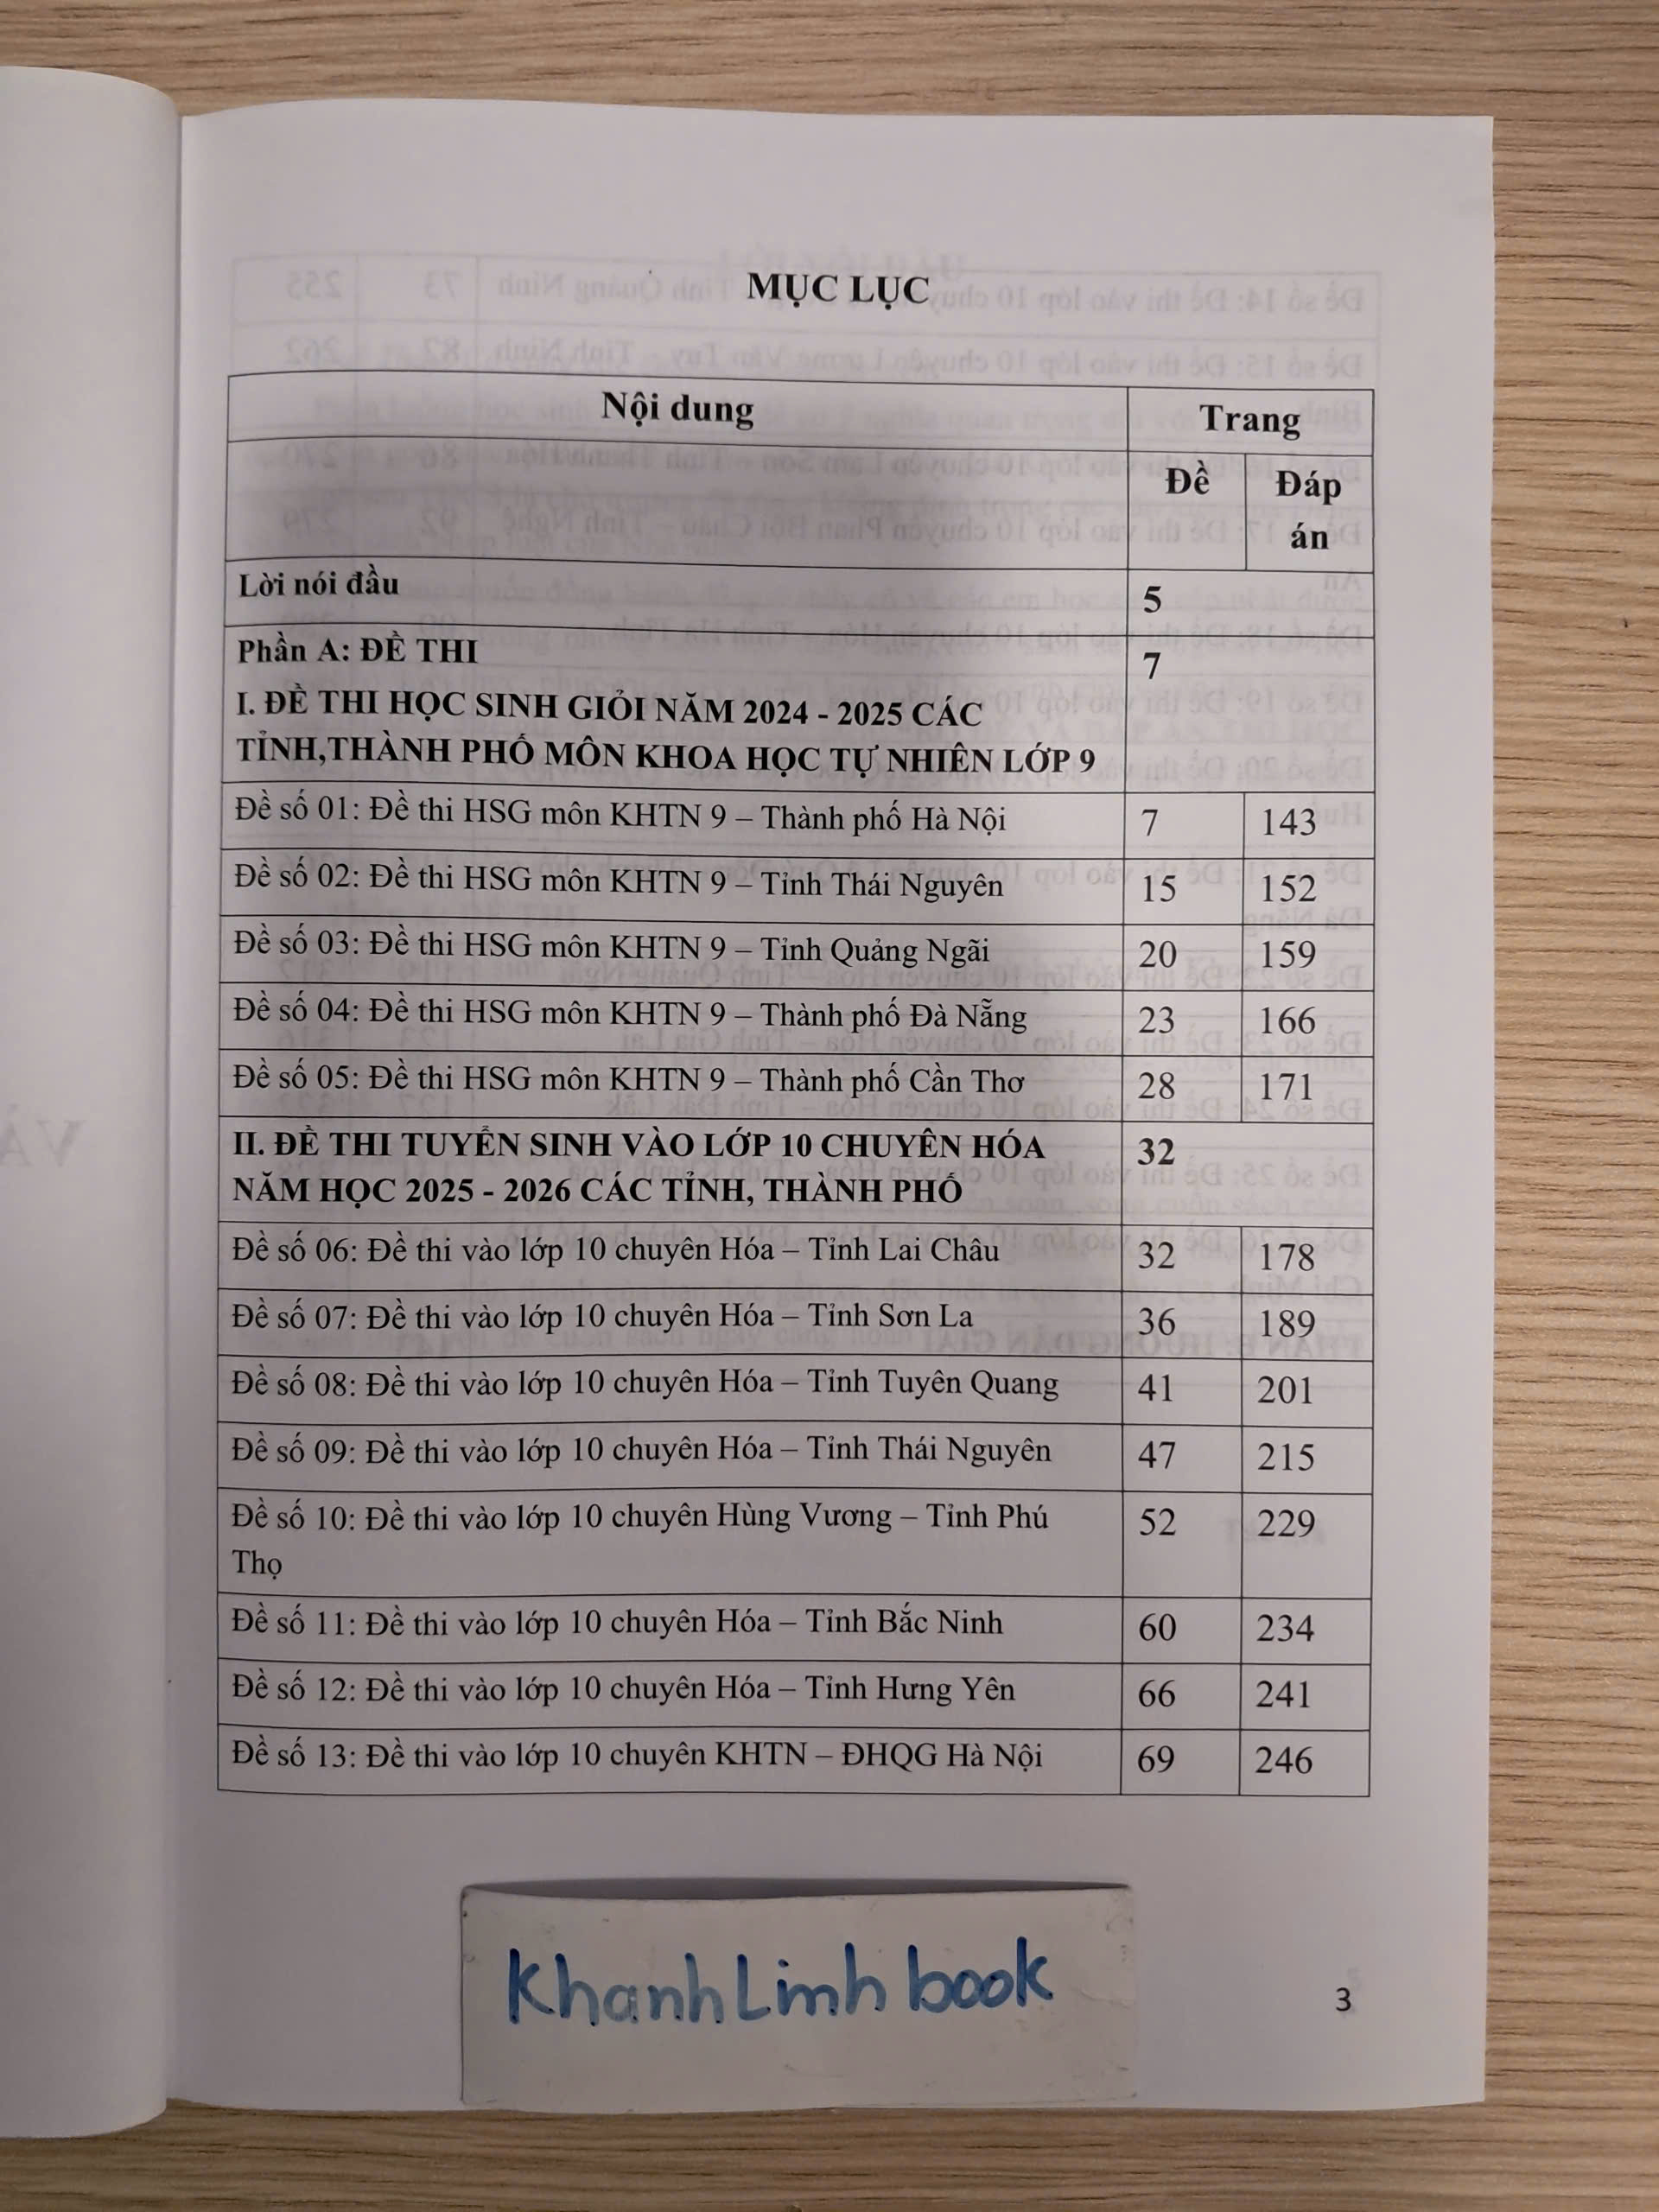 MỤC LỤC
Nội dung Trang
Đề Đáp
án
Lời nói đầu 5
Phần A: ĐỀ THI 7
I. ĐỀ THI HỌC SINH GIỎI NĂM 2024 - 2025 CÁC
TỈNH,THÀNH PHỐ MÔN KHOA HỌC TỰ NHIÊN LỚP 9
Đề số 01: Đề thi HSG môn KHTN 9 – Thành phố Hà Nội 7 143
Đề số 02: Đề thi HSG môn KHTN 9 – Tỉnh Thái Nguyên 15 152
Đề số 03: Đề thi HSG môn KHTN 9 – Tỉnh Quảng Ngãi 20 159
Đề số 04: Đề thi HSG môn KHTN 9 – Thành phố Đà Nẵng 23 166
Đề số 05: Đề thi HSG môn KHTN 9 – Thành phố Cần Thơ 28 171
II. ĐỀ THI TUYỂN SINH VÀO LỚP 10 CHUYÊN HÓA 32
NĂM HỌC 2025 - 2026 CÁC TỈNH, THÀNH PHỐ
Đề số 06: Đề thi vào lớp 10 chuyên Hóa – Tỉnh Lai Châu 32 178
Đề số 07: Đề thi vào lớp 10 chuyên Hóa – Tỉnh Sơn La 36 189
Đề số 08: Đề thi vào lớp 10 chuyên Hóa – Tỉnh Tuyên Quang 41 201
Đề số 09: Đề thi vào lớp 10 chuyên Hóa – Tỉnh Thái Nguyên 47 215
Đề số 10: Đề thi vào lớp 10 chuyên Hùng Vương – Tỉnh Phú 52 229
Thọ
Đề số 11: Đề thi vào lớp 10 chuyên Hóa – Tỉnh Bắc Ninh 60 234
Đề số 12: Đề thi vào lớp 10 chuyên Hóa – Tỉnh Hưng Yên 66 241
Đề số 13: Đề thi vào lớp 10 chuyên KHTN – ĐHQG Hà Nội 69 246
KhanhLinh book
3